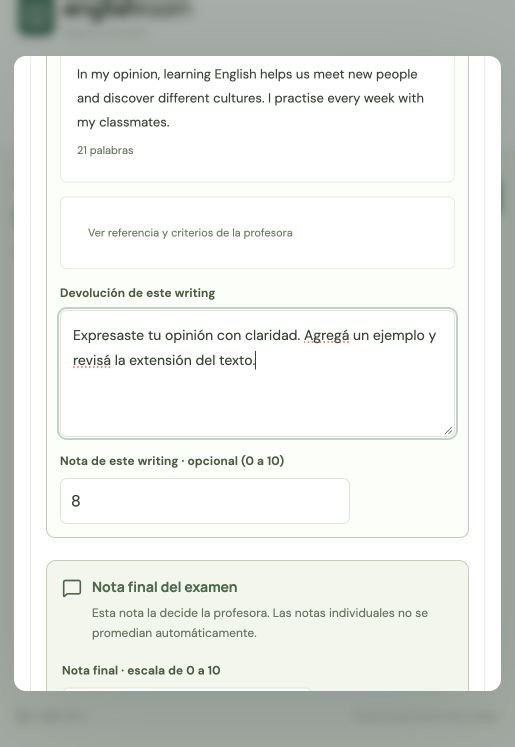 In my opinion, learning English helps us meet new people
and discover different cultures. I practise every week with
my classmates.
21 palabras
Ver referencia y criterios de la profesora
Devolución de este writing
Expresaste tu opinión con claridad. Agregá un ejemplo y
revisá la extensión del texto.
Nota de este writing · opcional (0 a 10)
8
Nota final del examen
Esta nota la decide la profesora. Las notas individuales no se
promedian automáticamente.
Nota final · escala de 0 a 10